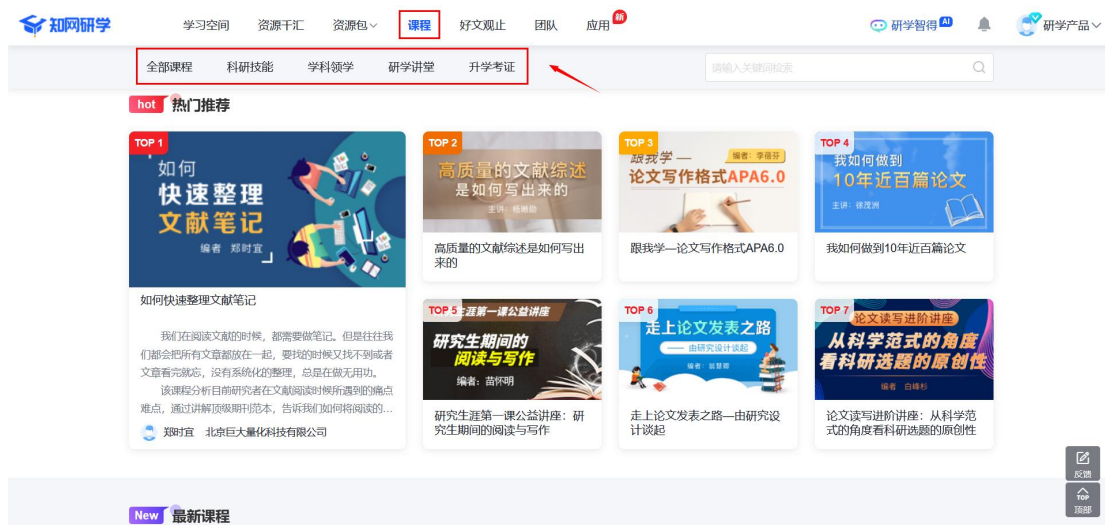 知网研学
学习空间 资源干汇 资源包 课程 好文观止 团队 应用 新
研学智得 AI 研学产品
全部课程 科研技能 学科领学 研学讲堂 升学考证
请输入关键词检索
hot 热门推荐
TOP 1
如何
快速整理
文献笔记
编者 郑时宜
如何快速整理文献笔记
我们在阅读文献的时候，都需要做笔记。但是往往我
们都会把所有文章都放在一起，要找的时候又找不到或者
文章看完就忘，没有系统化的整理，总是在做无用功。
该课程分析目前研究者在文献阅读时候所遇到的痛点
难点，通过讲解顶级期刊范本，告诉我们如何将阅读的...
郑时宜 北京巨大量化科技有限公司
TOP 2
高质量的文献综述
是如何写出来的
高质量的文献综述是如何写出
来的
TOP 3
跟我学 — 编者：李蓓芬
论文写作格式APA6.0
跟我学—论文写作格式APA6.0
TOP 4
我如何做到
10年近百篇论文
主讲：徐茂洲
我如何做到10年近百篇论文
TOP 5
生涯第一课公益讲座
研究生期间的
阅读与写作
编者：苗怀明
研究生涯第一课公益讲座：研
究生期间的阅读与写作
TOP 6
走上论文发表之路
由研究设计谈起
走上论文发表之路—由研究设
计谈起
TOP 7
论文读写进阶讲座
从科学范式的角度
看科研选题的原创性
编者 白峰杉
论文读写进阶讲座：从科学范
式的角度看科研选题的原创性
反馈
TOP
顶部
New 最新课程